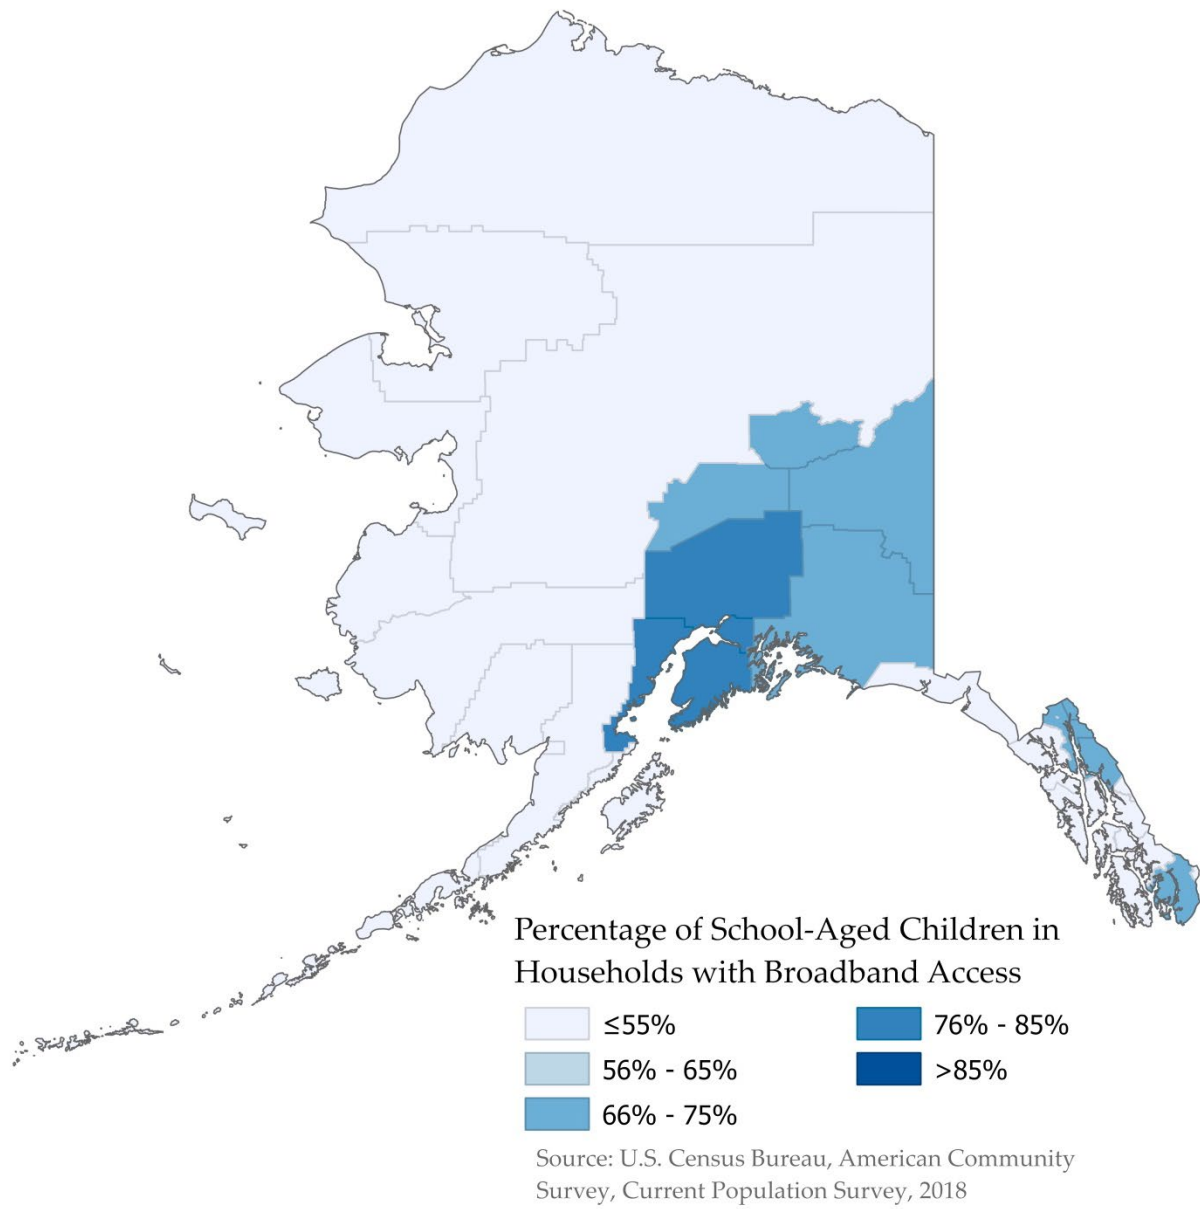 Percentage of School-Aged Children in
Households with Broadband Access
≤55%
56% - 65%
66% - 75%
76% - 85%
>85%
Source: U.S. Census Bureau, American Community
Survey, Current Population Survey, 2018